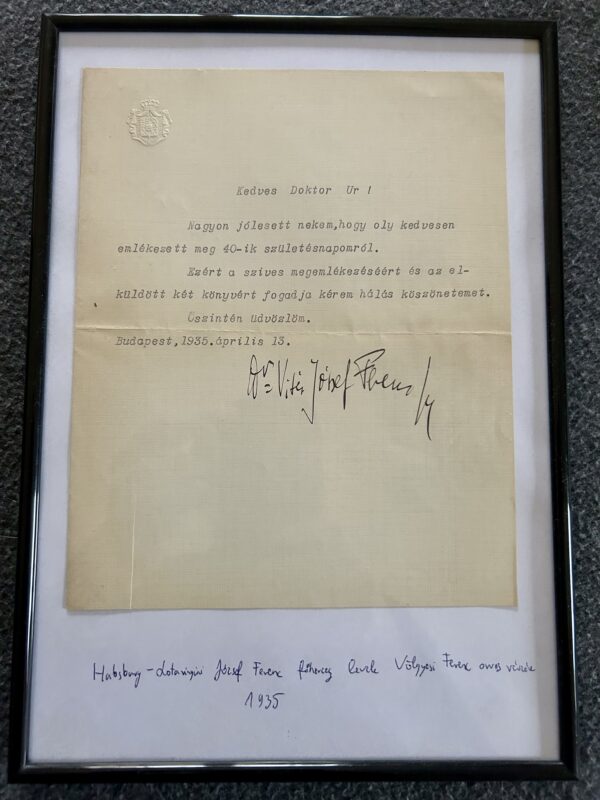 Kedves Doktor Ur !
Nagyon jólesett nekem,hogy oly kedvesen
emlékezett meg 40-ik születésnapomról.
Ezért a szives megemlékezéséért és az el-
küldött két könyvért fogadja kérem hálás köszönetemet.
Őszintén üdvözlöm.
Budapest,1935.április 13.
Dr Vitéz József Ferenc
Habsburg-Lotaringiai József Ferenc főherceg levele Völgyesi Ferenc orvos részére
1935